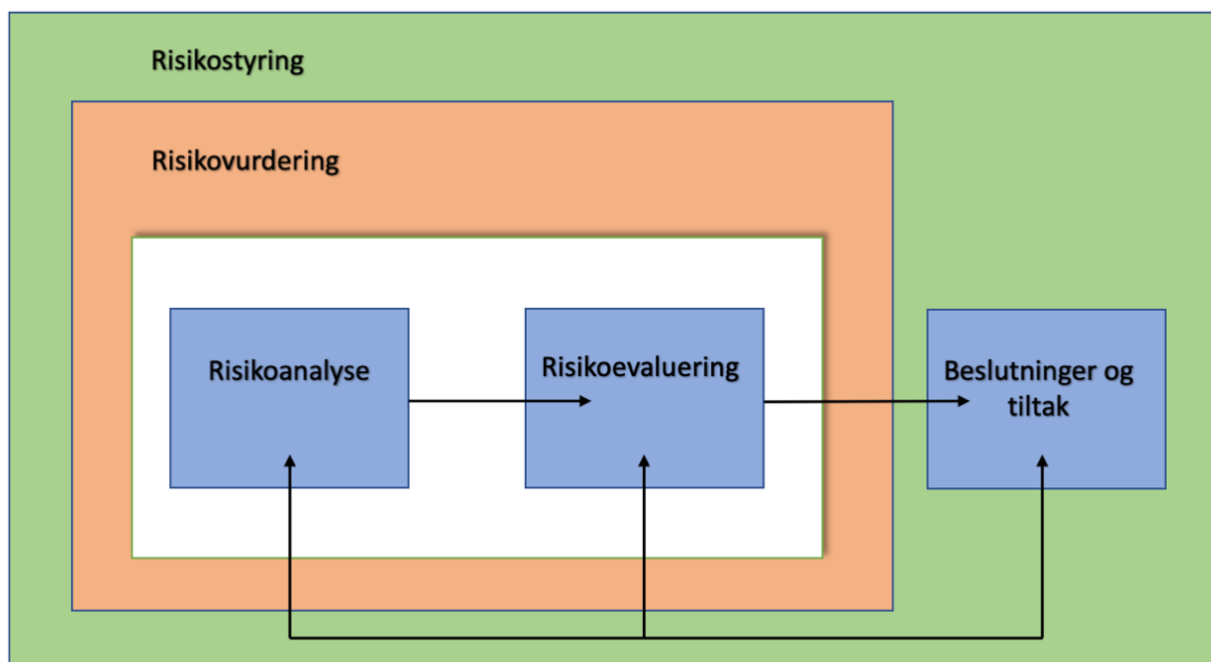 Risikostyring
Risikovurdering
Risikoanalyse
Risikoevaluering
Beslutninger og
tiltak